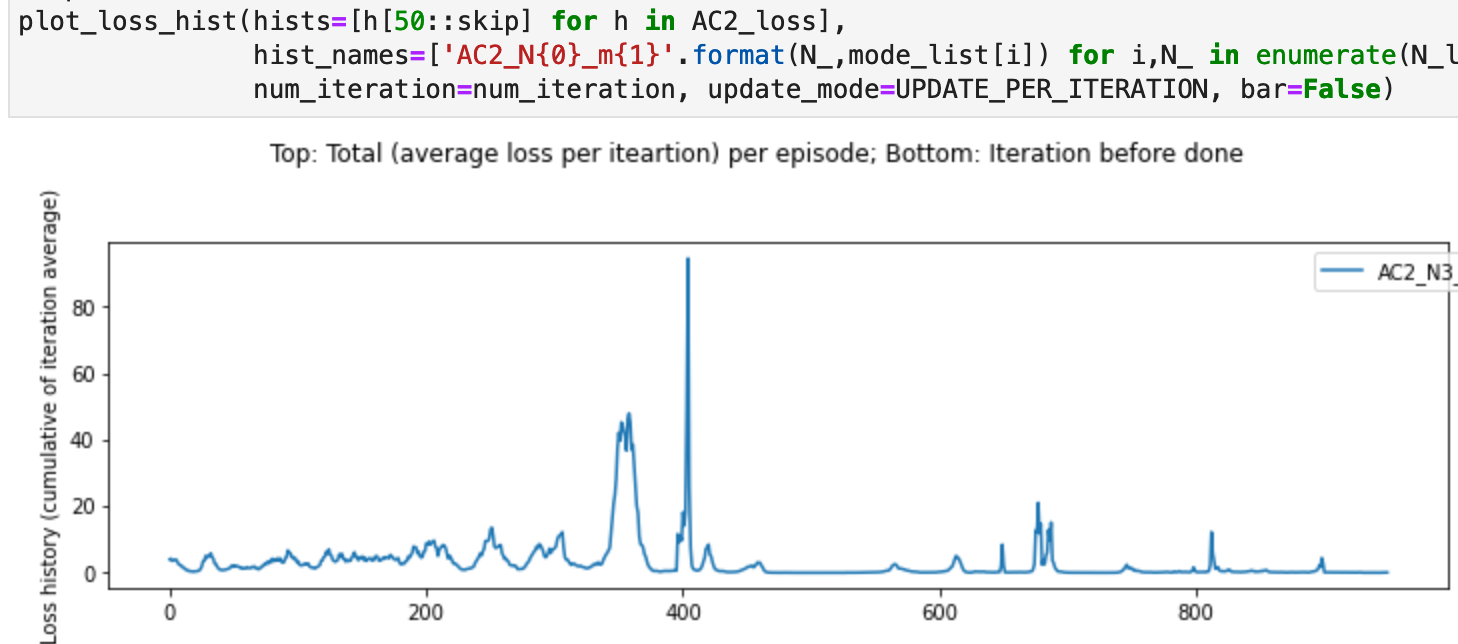 plot_loss_hist(hists=[h[50::skip] for h in AC2_loss],
hist_names=['AC2_N{0}_m{1}'.format(N_,mode_list[i]) for i,N_ in enumerate(N_l
num_iteration=num_iteration, update_mode=UPDATE_PER_ITERATION, bar=False)
Top: Total (average loss per iteartion) per episode; Bottom: Iteration before done
Loss history (cumulative of iteration average)
AC2_N3_
80
60
40
20
0
0 200 400 600 800